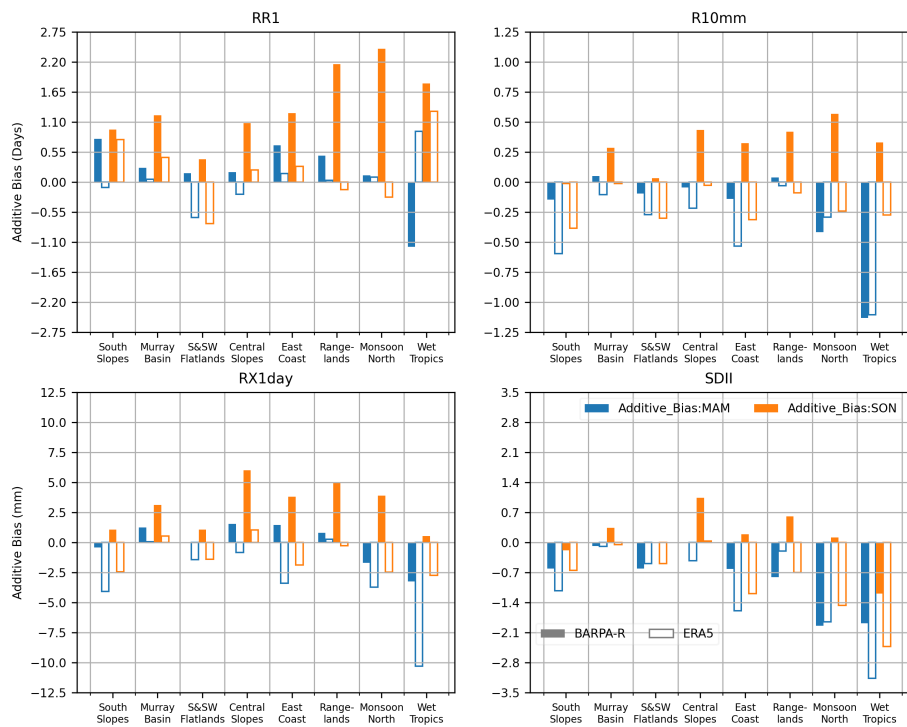 RR1
R10mm
Additive Bias (Days)
2.75
2.20
1.65
1.10
0.55
0.00
−0.55
−1.10
−1.65
−2.20
−2.75
South
Slopes
Murray
Basin
S&SW
Flatlands
Central
Slopes
East
Coast
Range-
lands
Monsoon
North
Wet
Tropics
1.25
1.00
0.75
0.50
0.25
0.00
−0.25
−0.50
−0.75
−1.00
−1.25
South
Slopes
Murray
Basin
S&SW
Flatlands
Central
Slopes
East
Coast
Range-
lands
Monsoon
North
Wet
Tropics
RX1day
SDII
Additive Bias (mm)
12.5
10.0
7.5
5.0
2.5
0.0
−2.5
−5.0
−7.5
−10.0
−12.5
South
Slopes
Murray
Basin
S&SW
Flatlands
Central
Slopes
East
Coast
Range-
lands
Monsoon
North
Wet
Tropics
3.5
2.8
2.1
1.4
0.7
0.0
−0.7
−1.4
−2.1
−2.8
−3.5
Additive_Bias:MAM
Additive_Bias:SON
BARPA-R
ERA5
South
Slopes
Murray
Basin
S&SW
Flatlands
Central
Slopes
East
Coast
Range-
lands
Monsoon
North
Wet
Tropics